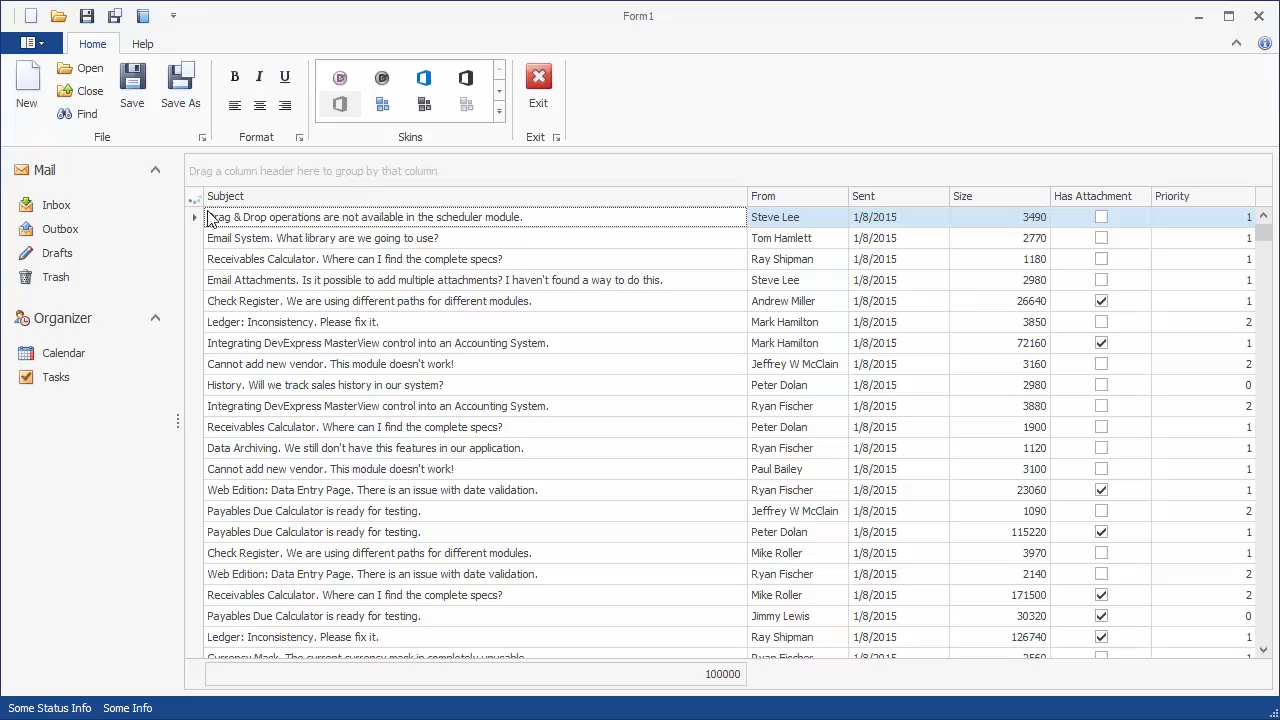 Form1
Home Help
New Open Close Find Save Save As B I U Exit
File Format Skins Exit
Mail
Inbox
Outbox
Drafts
Trash
Organizer
Calendar
Tasks
Drag a column header here to group by that column
Subject From Sent Size Has Attachment Priority
& Drop operations are not available in the scheduler module. Steve Lee 1/8/2015 3490 1
Email System. What library are we going to use? Tom Hamlett 1/8/2015 2770 1
Receivables Calculator. Where can I find the complete specs? Ray Shipman 1/8/2015 1180 1
Email Attachments. Is it possible to add multiple attachments? I haven't found a way to do this. Steve Lee 1/8/2015 2980 1
Check Register. We are using different paths for different modules. Andrew Miller 1/8/2015 26640 1
Ledger: Inconsistency. Please fix it. Mark Hamilton 1/8/2015 3850 2
Integrating DevExpress MasterView control into an Accounting System. Mark Hamilton 1/8/2015 72160 1
Cannot add new vendor. This module doesn't work! Jeffrey W McClain 1/8/2015 3160 2
History. Will we track sales history in our system? Peter Dolan 1/8/2015 2980 0
Integrating DevExpress MasterView control into an Accounting System. Ryan Fischer 1/8/2015 3880 2
Receivables Calculator. Where can I find the complete specs? Peter Dolan 1/8/2015 1900 1
Data Archiving. We still don't have this features in our application. Ryan Fischer 1/8/2015 1120 1
Cannot add new vendor. This module doesn't work! Paul Bailey 1/8/2015 3100 1
Web Edition: Data Entry Page. There is an issue with date validation. Ryan Fischer 1/8/2015 23060 1
Payables Due Calculator is ready for testing. Jeffrey W McClain 1/8/2015 1090 2
Payables Due Calculator is ready for testing. Peter Dolan 1/8/2015 115220 1
Check Register. We are using different paths for different modules. Mike Roller 1/8/2015 3970 1
Web Edition: Data Entry Page. There is an issue with date validation. Ryan Fischer 1/8/2015 2140 2
Receivables Calculator. Where can I find the complete specs? Mike Roller 1/8/2015 171500 2
Payables Due Calculator is ready for testing. Jimmy Lewis 1/8/2015 30320 0
Ledger: Inconsistency. Please fix it. Ray Shipman 1/8/2015 126740 1
100000
Some Status Info Some Info